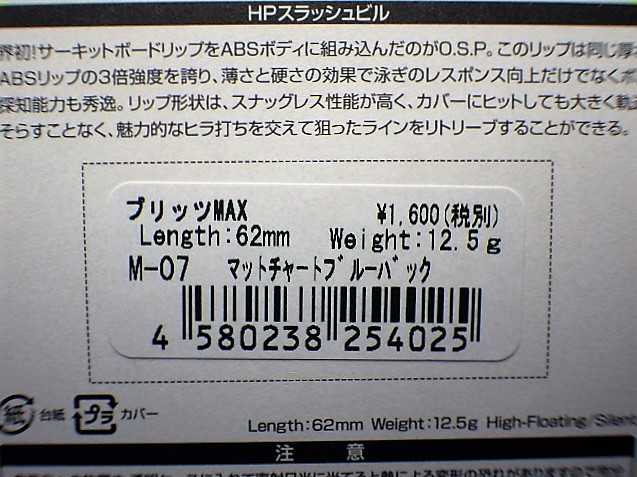 HPスラッシュビル
界初!サーキットボードリップをABSボディに組み込んだのがO.S.P。このリップは同じ厚
ABSリップの3倍強度を誇り、薄さと硬さの効果で泳ぎのレスポンス向上だけでなくボ
探知能力も秀逸。リップ形状は、スナッグレス性能が高く、カバーにヒットしても大きく軌
そらすことなく、魅力的なヒラ打ちを交えて狙ったラインをリトリーブすることができる。
ブリッツMAX ¥1,600(税別)
Length:62mm Weight:12.5g
M-07 マットチャートブルーバック
4 580238 254025
紙 台紙 プラ カバー
Length:62mm Weight:12.5g High-Floating/Silent
注 意